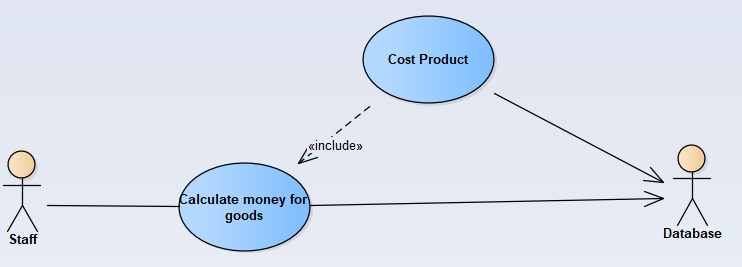 Cost Product
«include»
Calculate money for
goods
Staff
Database